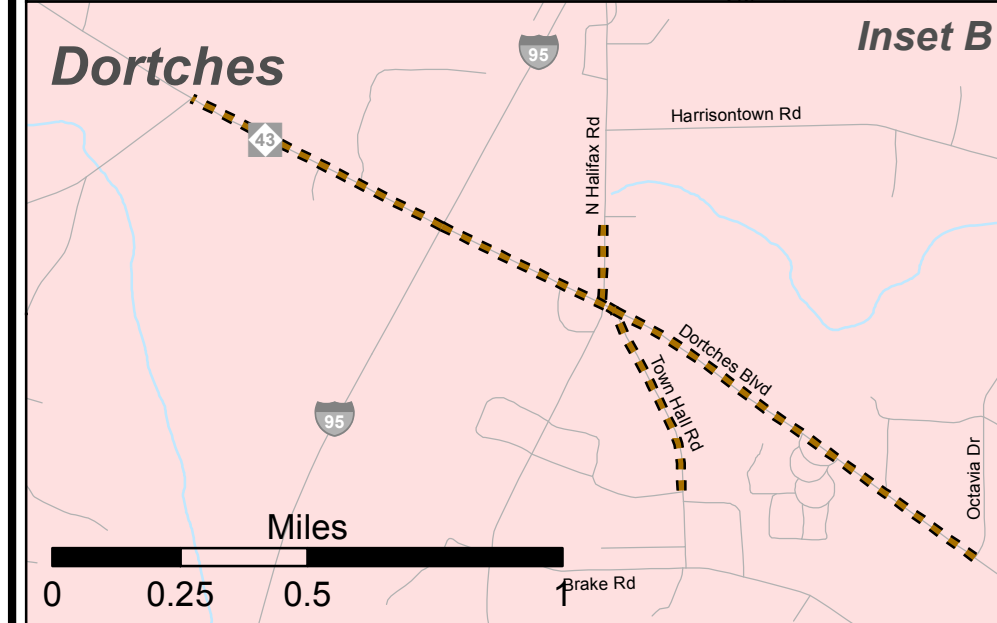 Inset B
Dortches
95
43
N Halifax Rd
Harrisontown Rd
Dortches Blvd
Town Hall Rd
95
Octavia Dr
Miles
0 0.25 0.5 1
Brake Rd